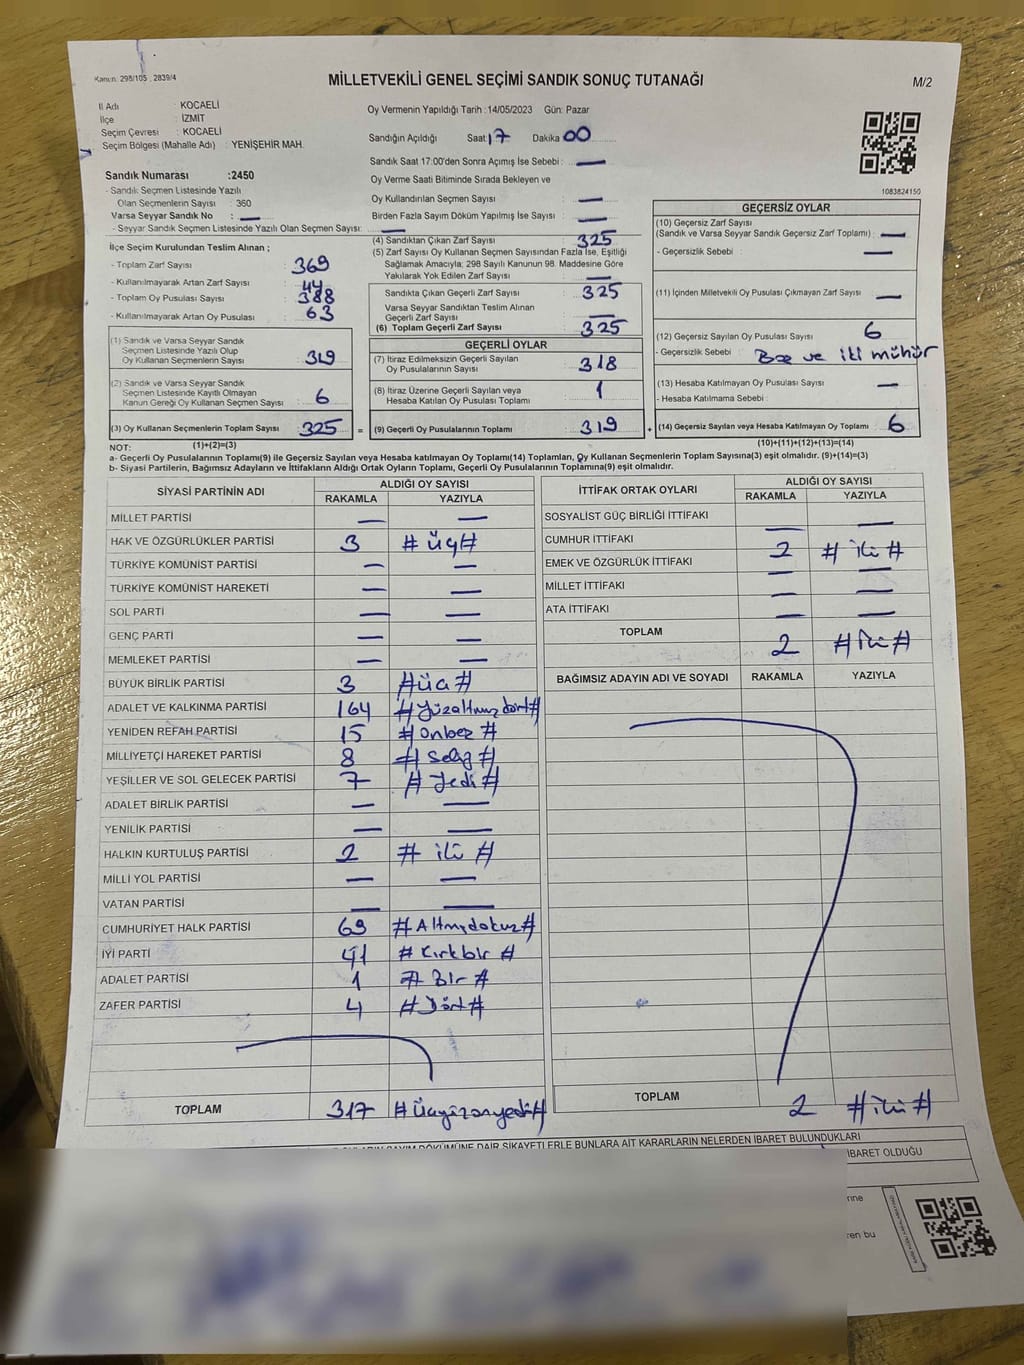 Kanun: 298/105 , 2839/4
MİLLETVEKİLİ GENEL SEÇİMİ SANDIK SONUÇ TUTANAĞI
M/2
İl Adı : KOCAELİ
İlçe : İZMİT
Seçim Çevresi : KOCAELİ
Seçim Bölgesi (Mahalle Adı) : YENİŞEHİR MAH.
Sandık Numarası :2450
- Sandık Seçmen Listesinde Yazılı
Olan Seçmenlerin Sayısı : 360
Varsa Seyyar Sandık No : —
- Seyyar Sandık Seçmen Listesinde Yazılı Olan Seçmen Sayısı: —
İlçe Seçim Kurulundan Teslim Alınan ;
- Toplam Zarf Sayısı : 369
- Kullanılmayarak Artan Zarf Sayısı : 44
- Toplam Oy Pusulası Sayısı : 388
- Kullanılmayarak Artan Oy Pusulası : 63
(1) Sandık ve Varsa Seyyar Sandık
Seçmen Listesinde Yazılı Olup
Oy Kullanan Seçmenlerin Sayısı : 319
(2) Sandık ve Varsa Seyyar Sandık
Seçmen Listesinde Kayıtlı Olmayan
Kanun Gereği Oy Kullanan Seçmen Sayısı : 6
(3) Oy Kullanan Seçmenlerin Toplam Sayısı : 325 =
(1)+(2)=(3)
Oy Vermenin Yapıldığı Tarih :14/05/2023 Gün: Pazar
Sandığın Açıldığı Saat: 17 Dakika: 00
Sandık Saat 17:00'den Sonra Açımış İse Sebebi : —
Oy Verme Saati Bitiminde Sırada Bekleyen ve
Oy Kullandırılan Seçmen Sayısı : —
Birden Fazla Sayım Döküm Yapılmış İse Sayısı : —
(4) Sandıktan Çıkan Zarf Sayısı : 325
(5) Zarf Sayısı Oy Kullanan Seçmen Sayısından Fazla İse, Eşitliği
Sağlamak Amacıyla; 298 Sayılı Kanunun 98. Maddesine Göre
Yakılarak Yok Edilen Zarf Sayısı : —
Sandıkta Çıkan Geçerli Zarf Sayısı : 325
Varsa Seyyar Sandıktan Teslim Alınan
Geçerli Zarf Sayısı : —
(6) Toplam Geçerli Zarf Sayısı : 325
GEÇERLİ OYLAR
(7) İtiraz Edilmeksizin Geçerli Sayılan
Oy Pusulalarının Sayısı : 318
(8) İtiraz Üzerine Geçerli Sayılan veya
Hesaba Katılan Oy Pusulası Toplamı : 1
(9) Geçerli Oy Pusulalarının Toplamı : 319 +
1083824150
GEÇERSİZ OYLAR
(10) Geçersiz Zarf Sayısı
(Sandık ve Varsa Seyyar Sandık Geçersiz Zarf Toplamı) : —
- Geçersizlik Sebebi : —
(11) İçinden Milletvekili Oy Pusulası Çıkmayan Zarf Sayısı : —
(12) Geçersiz Sayılan Oy Pusulası Sayısı : 6
- Geçersizlik Sebebi : Boş ve iki mühür
(13) Hesaba Katılmayan Oy Pusulası Sayısı : —
- Hesaba Katılmama Sebebi :
(14) Geçersiz Sayılan veya Hesaba Katılmayan Oy Pusulası Toplamı : 6
(10)+(11)+(12)+(13)=(14)
NOT:
a- Geçerli Oy Pusulalarının Toplamı(9) ile Geçersiz Sayılan veya Hesaba katılmayan Oy Toplamı(14) Toplamları, Oy Kullanan Seçmenlerin Toplam Sayısına(3) eşit olmalıdır. (9)+(14)=(3)
b- Siyasi Partilerin, Bağımsız Adayların ve İttifakların Aldığı Ortak Oyların Toplamı, Geçerli Oy Pusulalarının Toplamına(9) eşit olmalıdır.
SİYASİ PARTİNİN ADI ALDIĞI OY SAYISI
RAKAMLA YAZIYLA
MİLLET PARTİSİ — —
HAK VE ÖZGÜRLÜKLER PARTİSİ 3 # üç #
TÜRKİYE KOMÜNİST PARTİSİ — —
TÜRKİYE KOMÜNİST HAREKETİ — —
SOL PARTİ — —
GENÇ PARTİ — —
MEMLEKET PARTİSİ — —
BÜYÜK BİRLİK PARTİSİ 3 # üç #
ADALET VE KALKINMA PARTİSİ 164 # Yüzaltmışdört #
YENİDEN REFAH PARTİSİ 15 # Onbeş #
MİLLİYETÇİ HAREKET PARTİSİ 8 # Sekiz #
YEŞİLLER VE SOL GELECEK PARTİSİ 7 # Yedi #
ADALET BİRLİK PARTİSİ — —
YENİLİK PARTİSİ — —
HALKIN KURTULUŞ PARTİSİ 2 # iki #
MİLLİ YOL PARTİSİ — —
VATAN PARTİSİ — —
CUMHURİYET HALK PARTİSİ 69 # Altmışdokuz #
İYİ PARTİ 41 # Kırkbir #
ADALET PARTİSİ 1 # Bir #
ZAFER PARTİSİ 4 # Dört #
TOPLAM 317 # Üçyüzonyedi #
İTTİFAK ORTAK OYLARI ALDIĞI OY SAYISI
RAKAMLA YAZIYLA
SOSYALİST GÜÇ BİRLİĞİ İTTİFAKI — —
CUMHUR İTTİFAKI 2 # iki #
EMEK VE ÖZGÜRLÜK İTTİFAKI — —
MİLLET İTTİFAKI — —
ATA İTTİFAKI — —
TOPLAM 2 # İki #
BAĞIMSIZ ADAYIN ADI VE SOYADI RAKAMLA YAZIYLA
TOPLAM 2 # iki #
SAYIM DÖKÜMÜNE DAİR ŞİKAYETLERLE BUNLARA AİT KARARLARIN NELERDEN İBARET BULUNDUKLARI
İBARET OLDUĞU